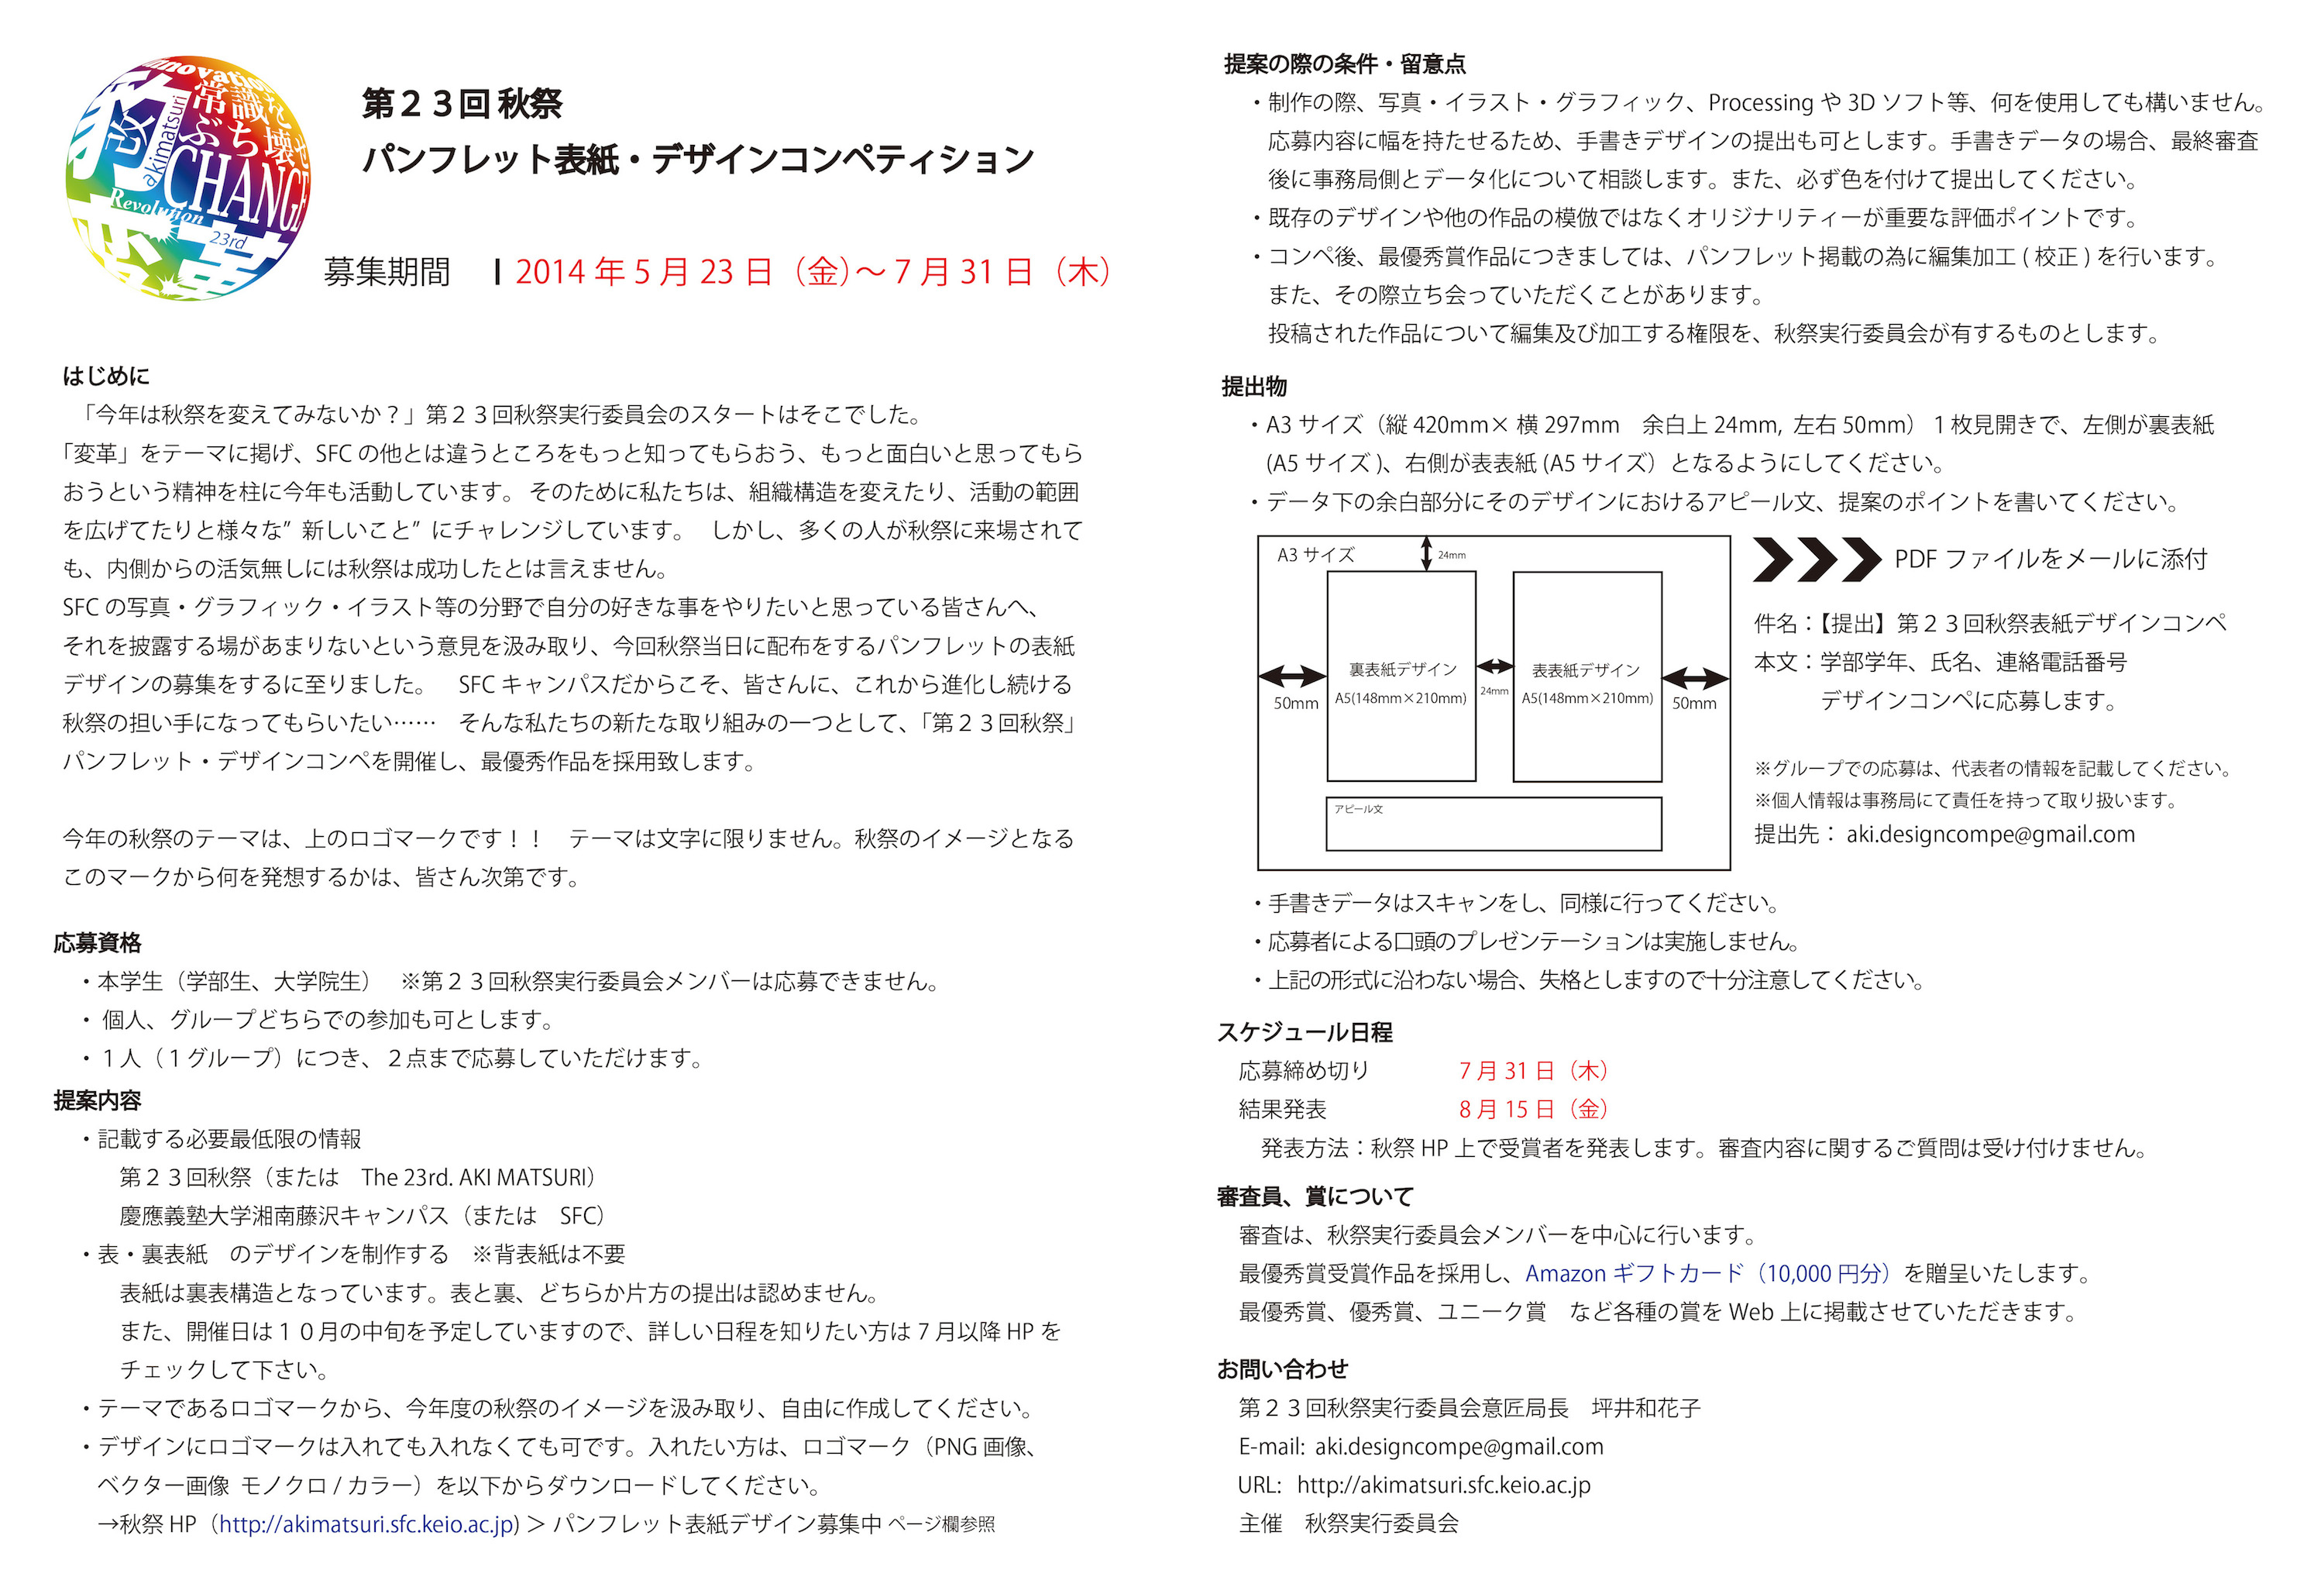 innovation
常識を
ぶち壊せ
改
akimatsuri
CHANGE
Revolution
23rd
第２３回 秋祭
パンフレット表紙・デザインコンペティション
募集期間　 I 2014 年 5 月 23 日（金）～ 7 月 31 日（木）
はじめに
「今年は秋祭を変えてみないか？」第２３回秋祭実行委員会のスタートはそこでした。
「変革」をテーマに掲げ、SFC の他とは違うところをもっと知ってもらおう、もっと面白いと思ってもら
おうという精神を柱に今年も活動しています。 そのために私たちは、組織構造を変えたり、活動の範囲
を広げてたりと様々な” 新しいこと” にチャレンジしています。　しかし、多くの人が秋祭に来場されて
も、内側からの活気無しには秋祭は成功したとは言えません。
SFC の写真・グラフィック・イラスト等の分野で自分の好きな事をやりたいと思っている皆さんへ、
それを披露する場があまりないという意見を汲み取り、今回秋祭当日に配布をするパンフレットの表紙
デザインの募集をするに至りました。　SFC キャンパスだからこそ、皆さんに、これから進化し続ける
秋祭の担い手になってもらいたい……　そんな私たちの新たな取り組みの一つとして、「第２３回秋祭」
パンフレット・デザインコンペを開催し、最優秀作品を採用致します。
今年の秋祭のテーマは、上のロゴマークです！！　テーマは文字に限りません。秋祭のイメージとなる
このマークから何を発想するかは、皆さん次第です。
応募資格
・本学生（学部生、大学院生）　※第２３回秋祭実行委員会メンバーは応募できません。
・ 個人、グループどちらでの参加も可とします。
・１人（１グループ）につき、２点まで応募していただけます。
提案内容
・記載する必要最低限の情報
第２３回秋祭（または　The 23rd. AKI MATSURI）
慶應義塾大学湘南藤沢キャンパス（または　SFC）
・表・裏表紙　のデザインを制作する　※背表紙は不要
表紙は裏表構造となっています。表と裏、どちらか片方の提出は認めません。
また、開催日は１０月の中旬を予定していますので、詳しい日程を知りたい方は 7 月以降 HP を
チェックして下さい。
・テーマであるロゴマークから、今年度の秋祭のイメージを汲み取り、自由に作成してください。
・デザインにロゴマークは入れても入れなくても可です。入れたい方は、ロゴマーク（PNG 画像、
ベクター画像 モノクロ / カラー）を以下からダウンロードしてください。
→秋祭 HP（http://akimatsuri.sfc.keio.ac.jp) ＞ パンフレット表紙デザイン募集中 ページ欄参照
提案の際の条件・留意点
・制作の際、写真・イラスト・グラフィック、Processing や 3D ソフト等、何を使用しても構いません。
応募内容に幅を持たせるため、手書きデザインの提出も可とします。手書きデータの場合、最終審査
後に事務局側とデータ化について相談します。また、必ず色を付けて提出してください。
・既存のデザインや他の作品の模倣ではなくオリジナリティーが重要な評価ポイントです。
・コンペ後、最優秀賞作品につきましては、パンフレット掲載の為に編集加工 ( 校正 ) を行います。
また、その際立ち会っていただくことがあります。
投稿された作品について編集及び加工する権限を、秋祭実行委員会が有するものとします。
提出物
・A3 サイズ（縦 420mm× 横 297mm　余白上 24mm, 左右 50mm） 1 枚見開きで、左側が裏表紙
(A5 サイズ )、右側が表表紙 (A5 サイズ）となるようにしてください。
・データ下の余白部分にそのデザインにおけるアピール文、提案のポイントを書いてください。
A3 サイズ
24mm
裏表紙デザイン
A5(148mm×210mm)
24mm
表表紙デザイン
A5(148mm×210mm)
50mm
50mm
アピール文
PDF ファイルをメールに添付
件名：【提出】第２３回秋祭表紙デザインコンペ
本文：学部学年、氏名、連絡電話番号
デザインコンペに応募します。
※グループでの応募は、代表者の情報を記載してください。
※個人情報は事務局にて責任を持って取り扱います。
提出先： aki.designcompe@gmail.com
・手書きデータはスキャンをし、同様に行ってください。
・応募者による口頭のプレゼンテーションは実施しません。
・上記の形式に沿わない場合、失格としますので十分注意してください。
スケジュール日程
応募締め切り　7 月 31 日（木）
結果発表　8 月 15 日（金）
発表方法：秋祭 HP 上で受賞者を発表します。審査内容に関するご質問は受け付けません。
審査員、賞について
審査は、秋祭実行委員会メンバーを中心に行います。
最優秀賞受賞作品を採用し、Amazon ギフトカード（10,000 円分）を贈呈いたします。
最優秀賞、優秀賞、ユニーク賞　など各種の賞を Web 上に掲載させていただきます。
お問い合わせ
第２３回秋祭実行委員会意匠局長　坪井和花子
E-mail: aki.designcompe@gmail.com
URL: http://akimatsuri.sfc.keio.ac.jp
主催　秋祭実行委員会